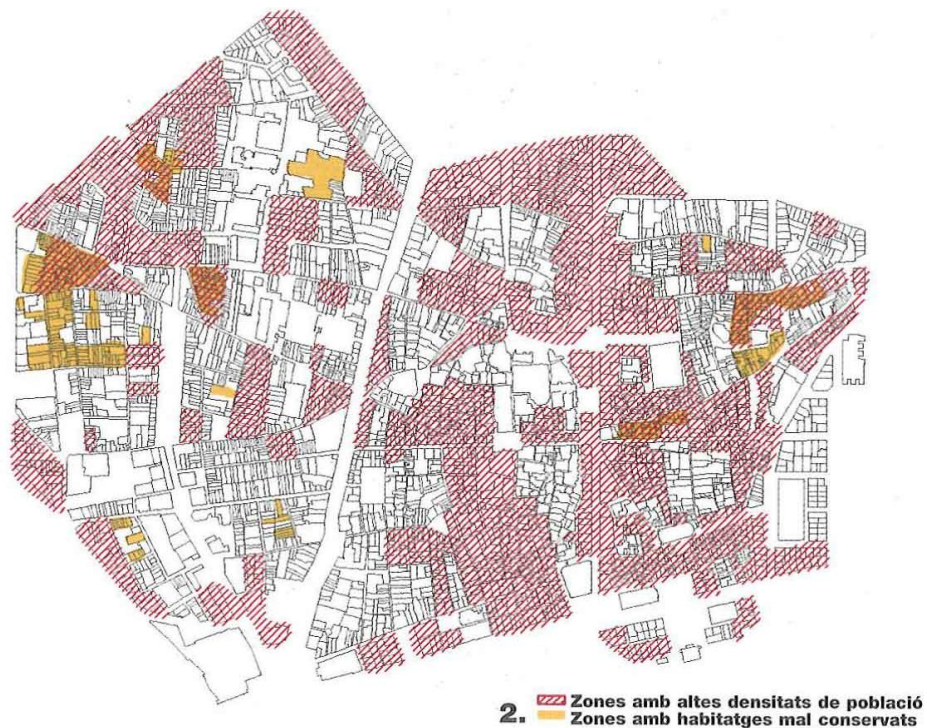 2. Zones amb altes densitats de població
Zones amb habitatges mal conservats